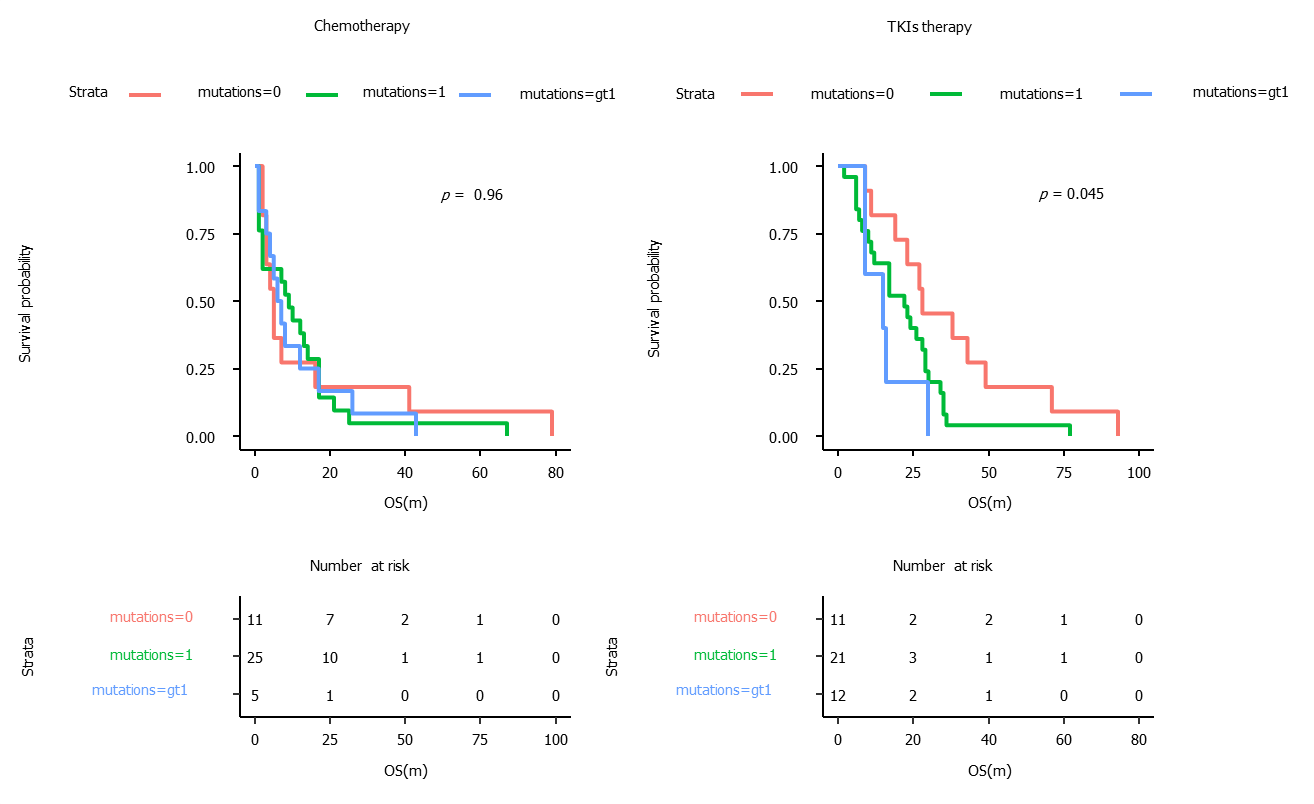 Chemotherapy
TKIs therapy
Strata mutations=0 mutations=1 mutations=gt1
Strata mutations=0 mutations=1 mutations=gt1
Survival probability
1.00
0.75
0.50
0.25
0.00
p = 0.96
0 20 40 60 80
OS(m)
Survival probability
1.00
0.75
0.50
0.25
0.00
p = 0.045
0 25 50 75 100
OS(m)
Number at risk
Strata
mutations=0 11 7 2 1 0
mutations=1 25 10 1 1 0
mutations=gt1 5 1 0 0 0
0 25 50 75 100
OS(m)
Number at risk
Strata
mutations=0 11 2 2 1 0
mutations=1 21 3 1 1 0
mutations=gt1 12 2 1 0 0
0 20 40 60 80
OS(m)